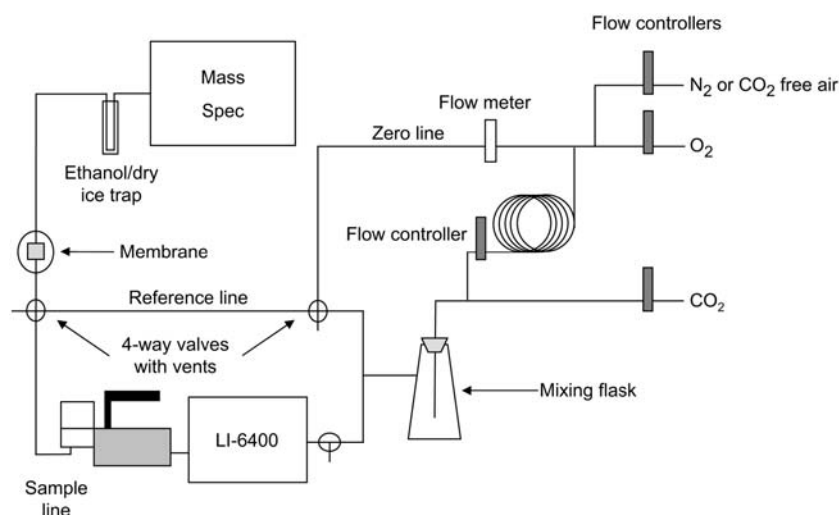 Flow controllers
Mass
Spec
N₂ or CO₂ free air
Flow meter
Zero line
O₂
Ethanol/dry
ice trap
Flow controller
Membrane
Reference line
CO₂
4-way valves
with vents
Mixing flask
LI-6400
Sample
line